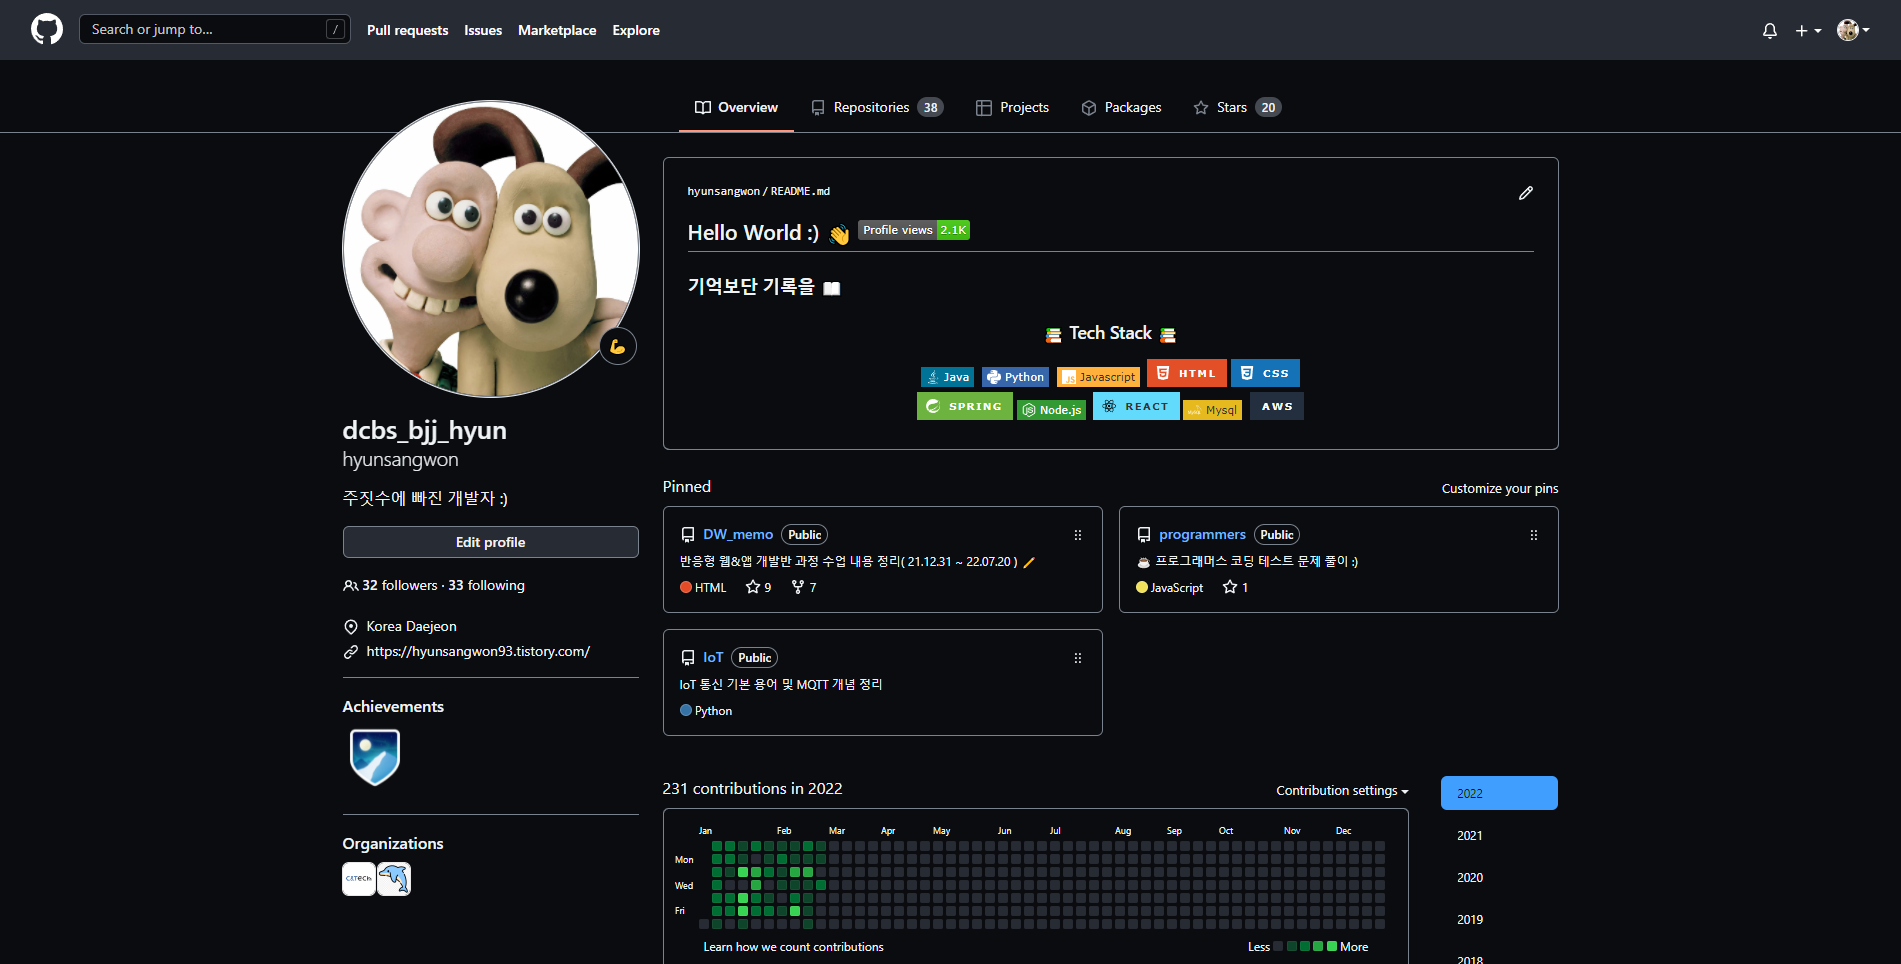 Search or jump to...
/
Pull requests
Issues
Marketplace
Explore
Overview
Repositories 38
Projects
Packages
Stars 20
dcbs_bjj_hyun
hyunsangwon
주짓수에 빠진 개발자 :)
Edit profile
32 followers · 33 following
Korea Daejeon
https://hyunsangwon93.tistory.com/
Achievements
Organizations
CATECH
hyunsangwon / README.md
Hello World :) 👋 Profile views 2.1K
기억보단 기록을 📖
📚 Tech Stack 📚
Java Python JS Javascript HTML CSS
SPRING Node.js REACT Mysql AWS
Pinned
Customize your pins
DW_memo Public
반응형 웹&앱 개발반 과정 수업 내용 정리( 21.12.31 ~ 22.07.20 ) 🖍
HTML 9 7
programmers Public
☕ 프로그래머스 코딩 테스트 문제 풀이 :)
JavaScript 1
IoT Public
IoT 통신 기본 용어 및 MQTT 개념 정리
Python
231 contributions in 2022
Contribution settings
Jan Feb Mar Apr May Jun Jul Aug Sep Oct Nov Dec
Mon
Wed
Fri
Learn how we count contributions
Less More
2022
2021
2020
2019
2018